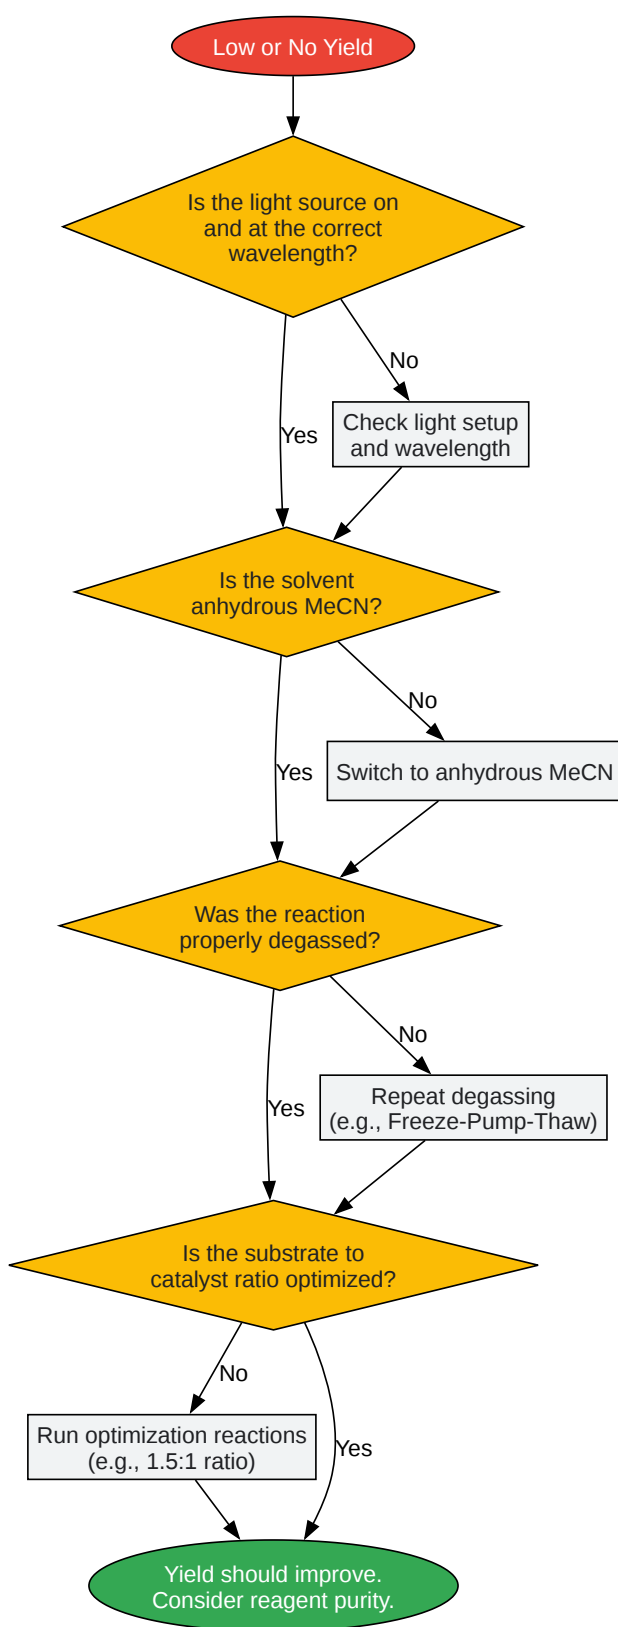 Low or No Yield
Is the light source on
and at the correct
wavelength?
No
Yes
Check light setup
and wavelength
Is the solvent
anhydrous MeCN?
No
Yes
Switch to anhydrous MeCN
Was the reaction
properly degassed?
No
Yes
Repeat degassing
(e.g., Freeze-Pump-Thaw)
Is the substrate to
catalyst ratio optimized?
No
Run optimization reactions
(e.g., 1.5:1 ratio)
Yes
Yield should improve.
Consider reagent purity.